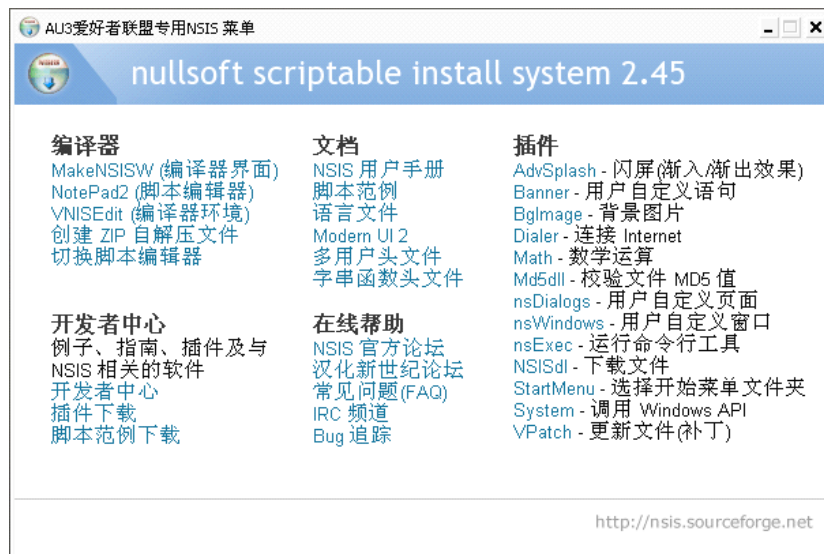 AU3爱好者联盟专用NSIS 菜单
nullsoft scriptable install system 2.45
编译器
MakeNSISW (编译器界面)
NotePad2 (脚本编辑器)
VNISEdit (编译器环境)
创建 ZIP 自解压文件
切换脚本编辑器
开发者中心
例子、指南、插件及与
NSIS 相关的软件
开发者中心
插件下载
脚本范例下载
文档
NSIS 用户手册
脚本范例
语言文件
Modern UI 2
多用户头文件
字串函数头文件
在线帮助
NSIS 官方论坛
汉化新世纪论坛
常见问题(FAQ)
IRC 频道
Bug 追踪
插件
AdvSplash - 闪屏(渐入/渐出效果)
Banner - 用户自定义语句
BgImage - 背景图片
Dialer - 连接 Internet
Math - 数学运算
Md5dll - 校验文件 MD5 值
nsDialogs - 用户自定义页面
nsWindows - 用户自定义窗口
nsExec - 运行命令行工具
NSISdl - 下载文件
StartMenu - 选择开始菜单文件夹
System - 调用 Windows API
VPatch - 更新文件(补丁)
http://nsis.sourceforge.net